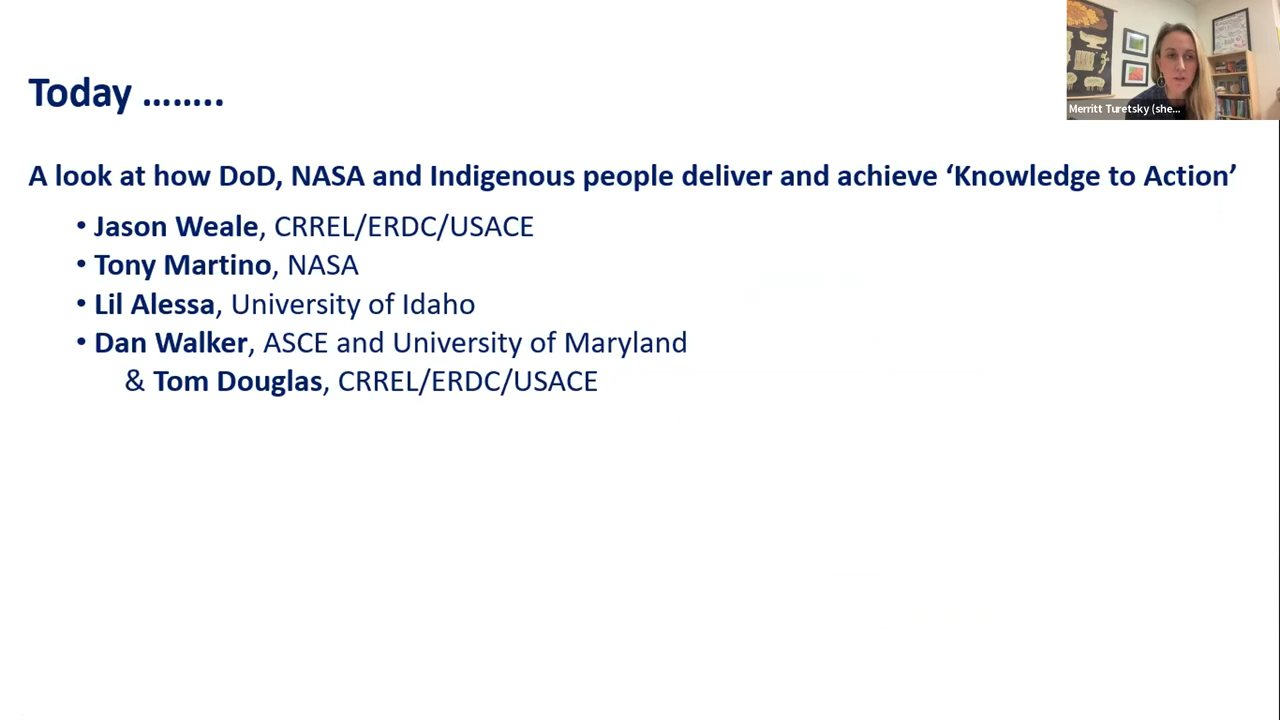 Today ........
Merritt Turetsky (she...
A look at how DoD, NASA and Indigenous people deliver and achieve ‘Knowledge to Action’
• Jason Weale, CRREL/ERDC/USACE
• Tony Martino, NASA
• Lil Alessa, University of Idaho
• Dan Walker, ASCE and University of Maryland
& Tom Douglas, CRREL/ERDC/USACE